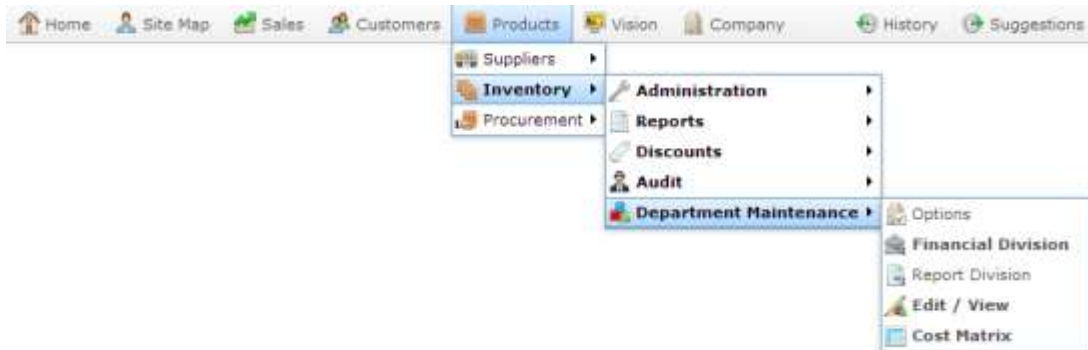 Home Site Map Sales Customers Products Vision Company History Suggestions
Suppliers
Inventory
Procurement
Administration
Reports
Discounts
Audit
Department Maintenance
Options
Financial Division
Report Division
Edit / View
Cost Matrix